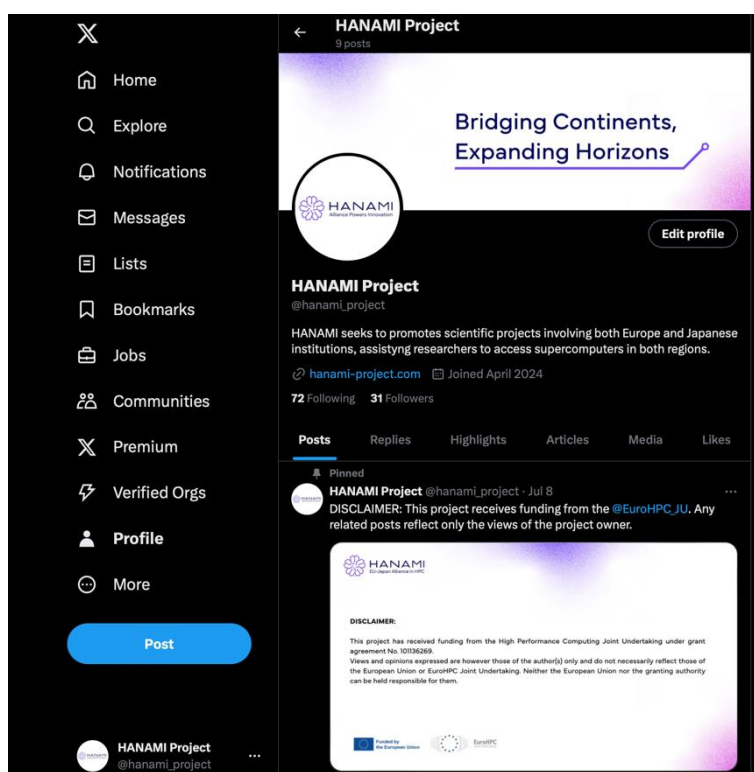 Home
Explore
Notifications
Messages
Lists
Bookmarks
Jobs
Communities
Premium
Verified Orgs
Profile
More
Post
HANAMI Project
@hanami_project
HANAMI Project
9 posts
Bridging Continents,
Expanding Horizons
HANAMI
Alliance Powers Innovation
Edit profile
HANAMI Project
@hanami_project
HANAMI seeks to promotes scientific projects involving both Europe and Japanese
institutions, assistyng researchers to access supercomputers in both regions.
hanami-project.com Joined April 2024
72 Following 31 Followers
Posts Replies Highlights Articles Media Likes
Pinned
HANAMI Project @hanami_project · Jul 8
DISCLAIMER: This project receives funding from the @EuroHPC_JU. Any
related posts reflect only the views of the project owner.
HANAMI
EU-Japan Alliance in HPC
DISCLAIMER:
This project has received funding from the High Performance Computing Joint Undertaking under grant
agreement No. 101136269.
Views and opinions expressed are however those of the author(s) only and do not necessarily reflect those of
the European Union or EuroHPC Joint Undertaking. Neither the European Union nor the granting authority
can be held responsible for them.
Funded by
the European Union
EuroHPC